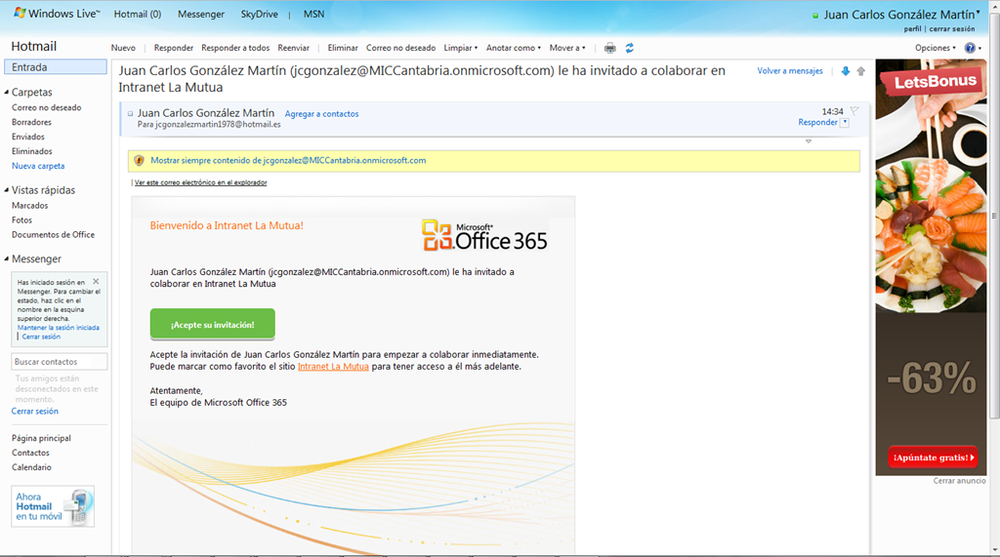 Windows Live™ Hotmail (0) Messenger SkyDrive | MSN
Juan Carlos González Martín
perfil | cerrar sesión
Hotmail
Nuevo Responder Responder a todos Reenviar Eliminar Correo no deseado Limpiar Anotar como Mover a
Opciones
Entrada
Carpetas
Correo no deseado
Borradores
Enviados
Eliminados
Nueva carpeta
Vistas rápidas
Marcados
Fotos
Documentos de Office
Messenger
Has iniciado sesión en
Messenger. Para cambiar el
estado, haz clic en el
nombre en la esquina
superior derecha.
Mantener la sesión iniciada
| Cerrar sesión
Buscar contactos
Tus amigos están
desconectados en este
momento.
Cerrar sesión
Página principal
Contactos
Calendario
Ahora
Hotmail
en tu móvil
Juan Carlos González Martín (jcgonzalez@MICCantabria.onmicrosoft.com) le ha invitado a colaborar en
Intranet La Mutua
Volver a mensajes
Juan Carlos González Martín Agregar a contactos
Para jcgonzalezmartin1978@hotmail.es
14:34
Responder
Mostrar siempre contenido de jcgonzalez@MICCantabria.onmicrosoft.com
| Ver este correo electrónico en el explorador
Bienvenido a Intranet La Mutua!
Microsoft®
Office 365
Juan Carlos González Martín (jcgonzalez@MICCantabria.onmicrosoft.com) le ha invitado a
colaborar en Intranet La Mutua
¡Acepte su invitación!
Acepte la invitación de Juan Carlos González Martín para empezar a colaborar inmediatamente.
Puede marcar como favorito el sitio Intranet La Mutua para tener acceso a él más adelante.
Atentamente,
El equipo de Microsoft Office 365
LetsBonus
-63%
¡Apúntate gratis!
Cerrar anuncio